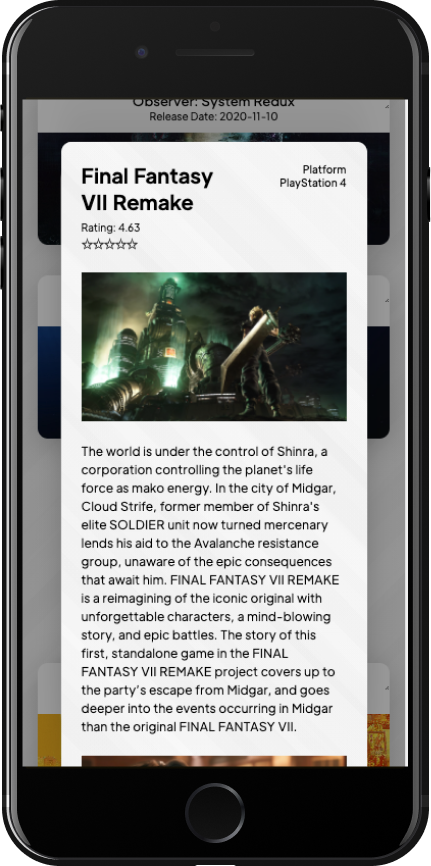 Observer: System Redux
Release Date: 2020-11-10
Final Fantasy
VII Remake
Platform
PlayStation 4
Rating: 4.63
The world is under the control of Shinra, a
corporation controlling the planet's life
force as mako energy. In the city of Midgar,
Cloud Strife, former member of Shinra's
elite SOLDIER unit now turned mercenary
lends his aid to the Avalanche resistance
group, unaware of the epic consequences
that await him. FINAL FANTASY VII REMAKE
is a reimagining of the iconic original with
unforgettable characters, a mind-blowing
story, and epic battles. The story of this
first, standalone game in the FINAL
FANTASY VII REMAKE project covers up to
the party's escape from Midgar, and goes
deeper into the events occurring in Midgar
than the original FINAL FANTASY VII.